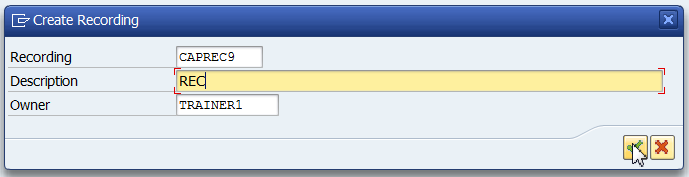 Create Recording
Recording CAPREC9
Description REC
Owner TRAINER1